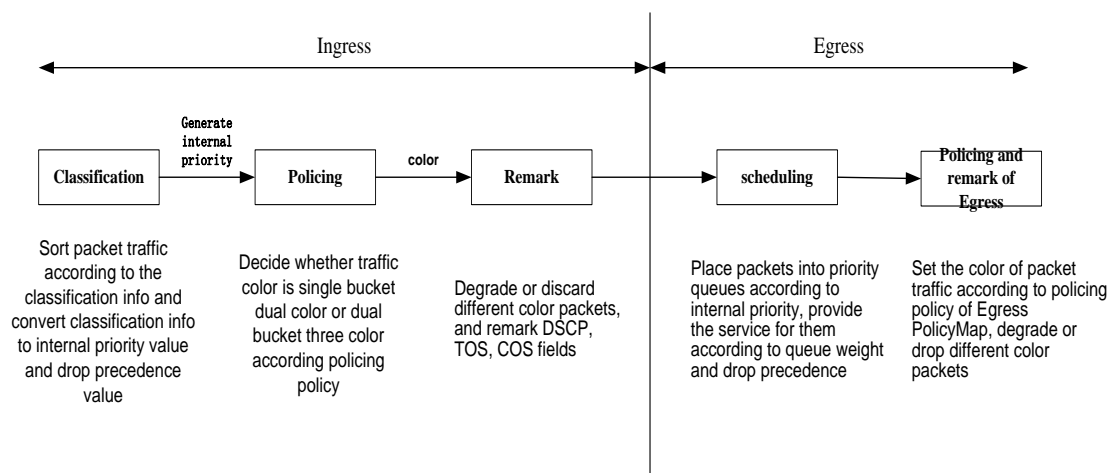 Ingress
Egress
Generate
internal
priority
color
Classification
Policing
Remark
scheduling
Policing and
remark of
Egress
Sort packet traffic
according to the
classification info and
convert classification info
to internal priority value
and drop precedence
value
Decide whether traffic
color is single bucket
dual color or dual
bucket three color
according policing
policy
Degrade or discard
different color packets,
and remark DSCP,
TOS, COS fields
Place packets into priority
queues according to
internal priority, provide
the service for them
according to queue weight
and drop precedence
Set the color of packet
traffic according to policing
policy of Egress
PolicyMap, degrade or
drop different color
packets